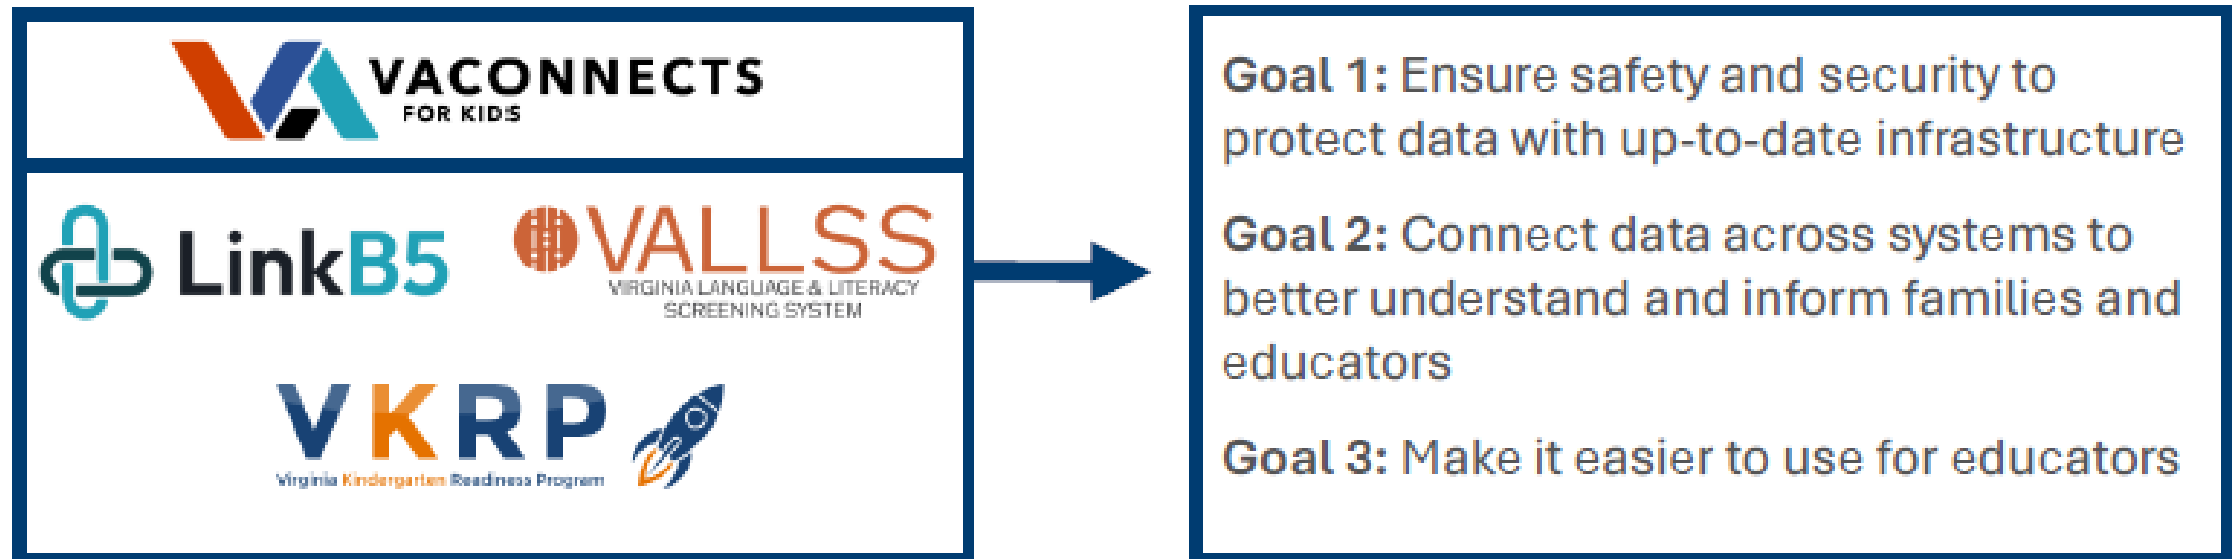 VACONNECTS
FOR KIDS
LinkB5
VALLSS
VIRGINIA LANGUAGE & LITERACY
SCREENING SYSTEM
VKRP
Virginia Kindergarten Readiness Program
Goal 1: Ensure safety and security to
protect data with up-to-date infrastructure
Goal 2: Connect data across systems to
better understand and inform families and
educators
Goal 3: Make it easier to use for educators